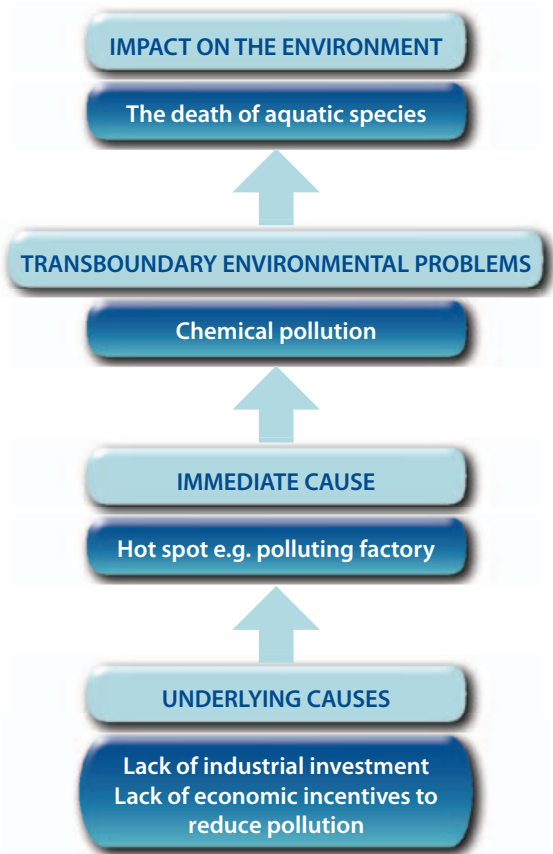 IMPACT ON THE ENVIRONMENT
The death of aquatic species
TRANSBOUNDARY ENVIRONMENTAL PROBLEMS
Chemical pollution
IMMEDIATE CAUSE
Hot spot e.g. polluting factory
UNDERLYING CAUSES
Lack of industrial investment
Lack of economic incentives to
reduce pollution